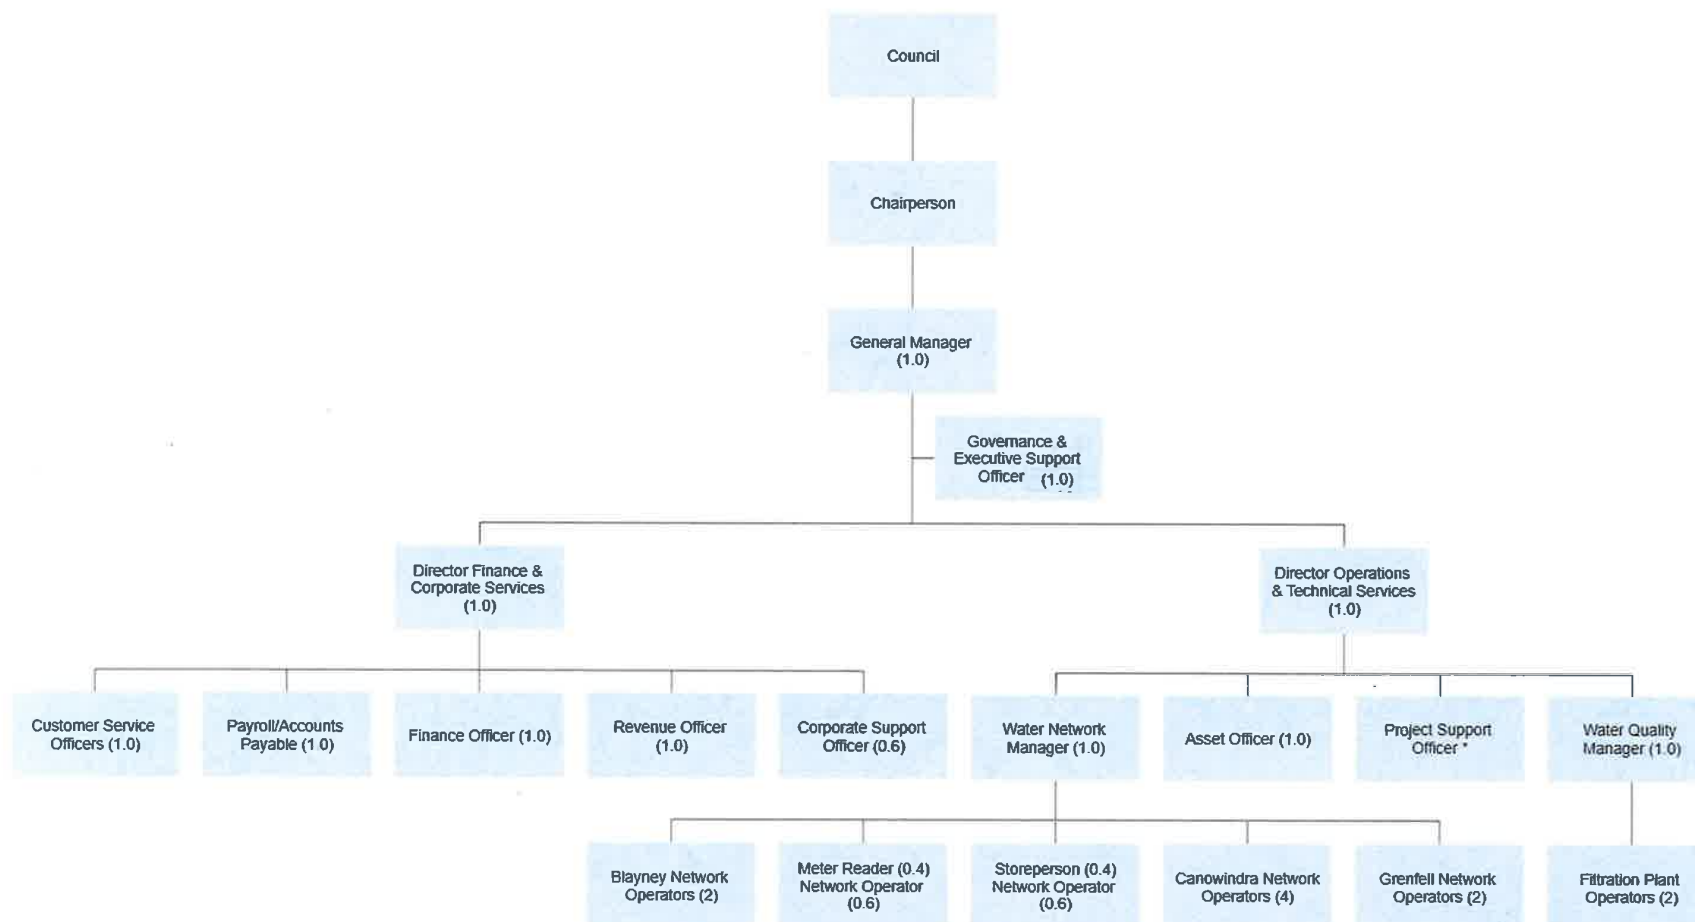 Council
Chairperson
General Manager
(1.0)
Governance &
Executive Support
Officer (1.0)
Director Finance &
Corporate Services
(1.0)
Director Operations
& Technical Services
(1.0)
Customer Service
Officers (1.0)
Payroll/Accounts
Payable (1.0)
Finance Officer (1.0)
Revenue Officer
(1.0)
Corporate Support
Officer (0.6)
Water Network
Manager (1.0)
Asset Officer (1.0)
Project Support
Officer *
Water Quality
Manager (1.0)
Blayney Network
Operators (2)
Meter Reader (0.4)
Network Operator
(0.6)
Storeperson (0.4)
Network Operator
(0.6)
Canowindra Network
Operators (4)
Grenfell Network
Operators (2)
Filtration Plant
Operators (2)